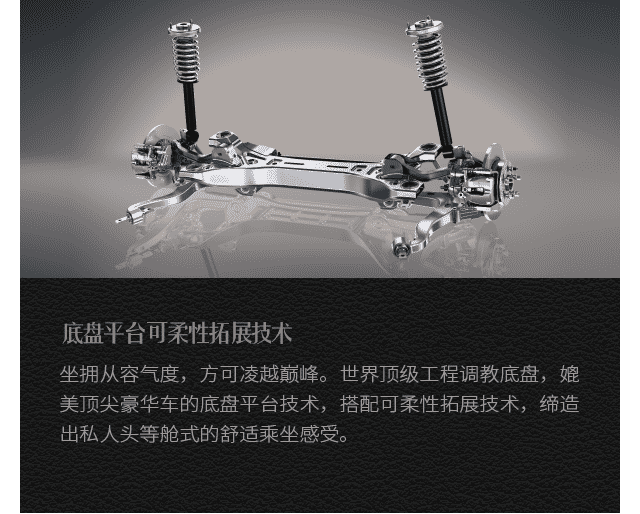 底盘平台可柔性拓展技术
坐拥从容气度，方可凌越巅峰。世界顶级工程调教底盘，媲
美顶尖豪华车的底盘平台技术，搭配可柔性拓展技术，缔造
出私人头等舱式的舒适乘坐感受。